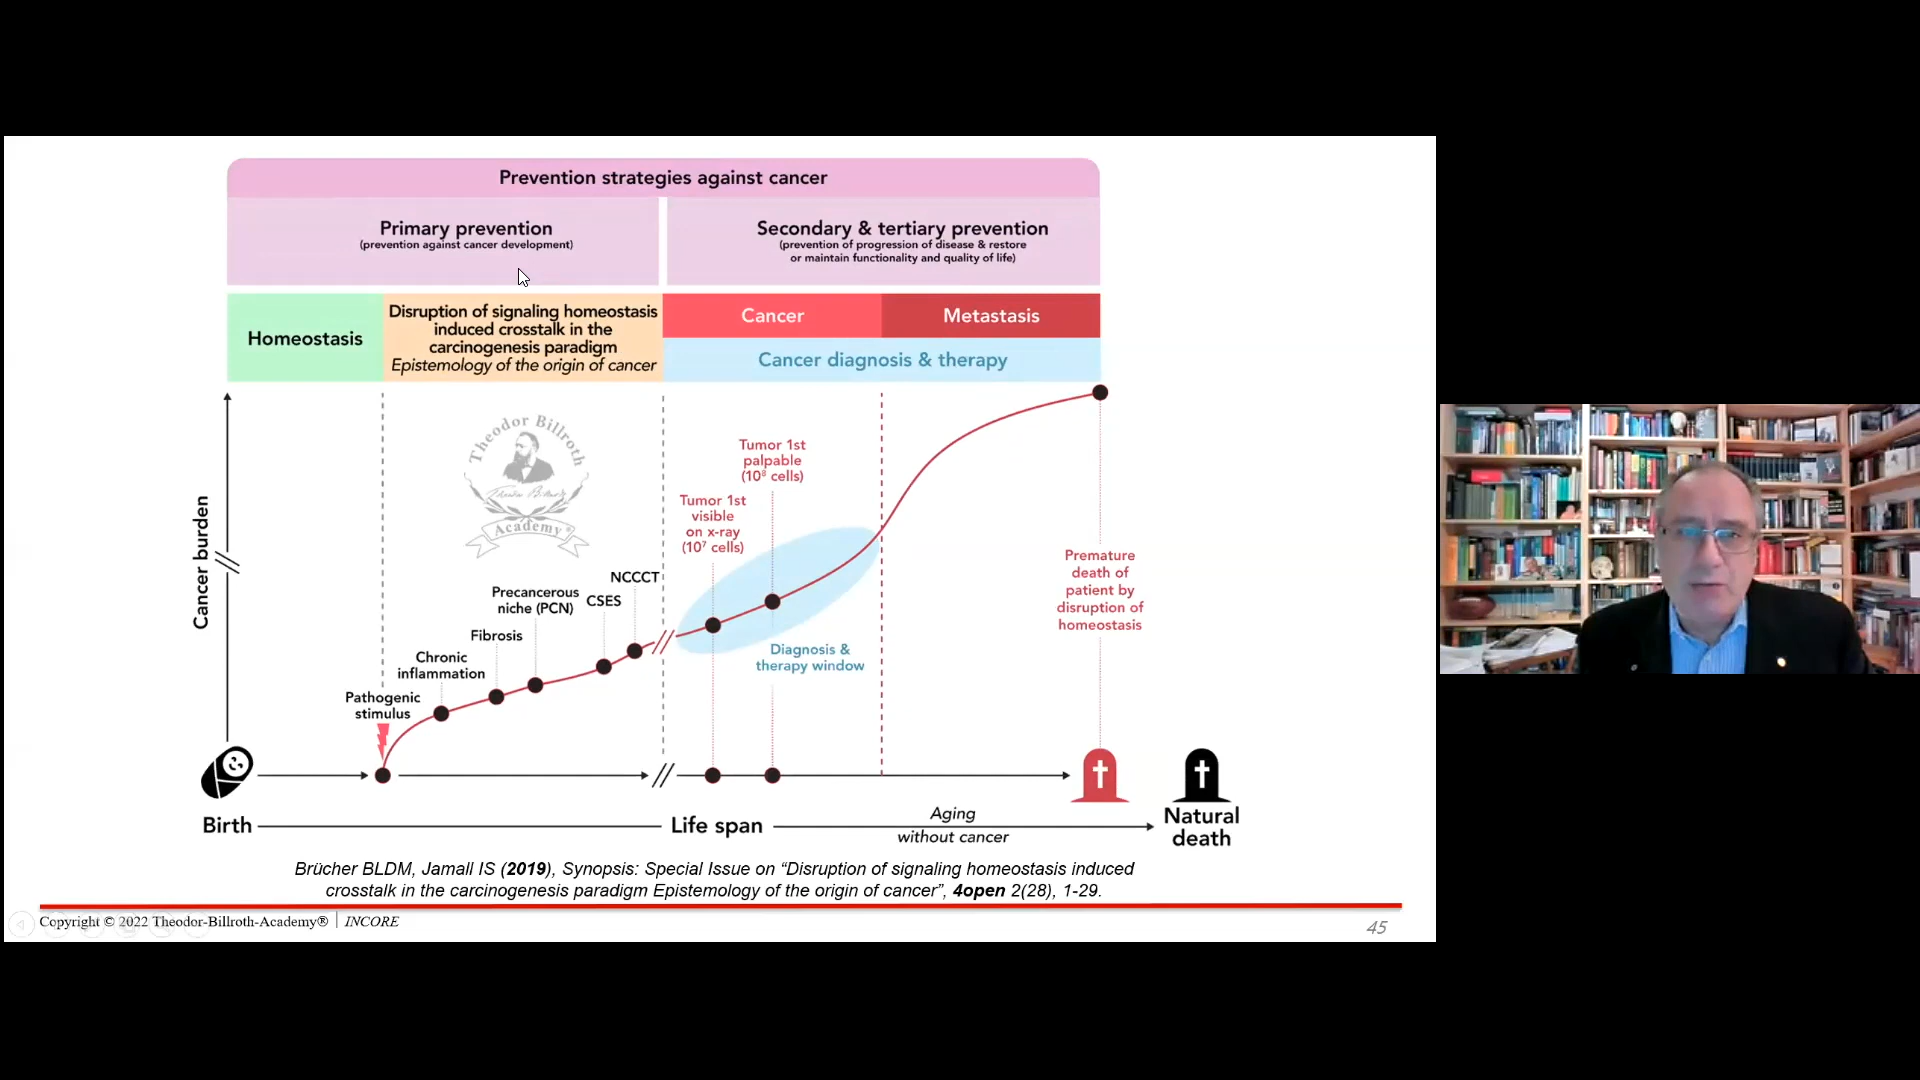 Prevention strategies against cancer
Primary prevention
(prevention against cancer development)
Secondary & tertiary prevention
(prevention of progression of disease & restore
or maintain functionality and quality of life)
Homeostasis
Disruption of signaling homeostasis
induced crosstalk in the
carcinogenesis paradigm
Epistemology of the origin of cancer
Cancer
Metastasis
Cancer diagnosis & therapy
Cancer burden
Theodor Billroth
Academy®
Pathogenic
stimulus
Chronic
inflammation
Fibrosis
Precancerous
niche (PCN)
CSES
NCCCT
Tumor 1st
visible
on x-ray
(10⁷ cells)
Tumor 1st
palpable
(10⁸ cells)
Diagnosis &
therapy window
Premature
death of
patient by
disruption of
homeostasis
Birth
Life span
Aging
without cancer
Natural
death
Brücher BLDM, Jamall IS (2019), Synopsis: Special Issue on “Disruption of signaling homeostasis induced
crosstalk in the carcinogenesis paradigm Epistemology of the origin of cancer”, 4open 2(28), 1-29.
Copyright © 2022 Theodor-Billroth-Academy® | INCORE
45